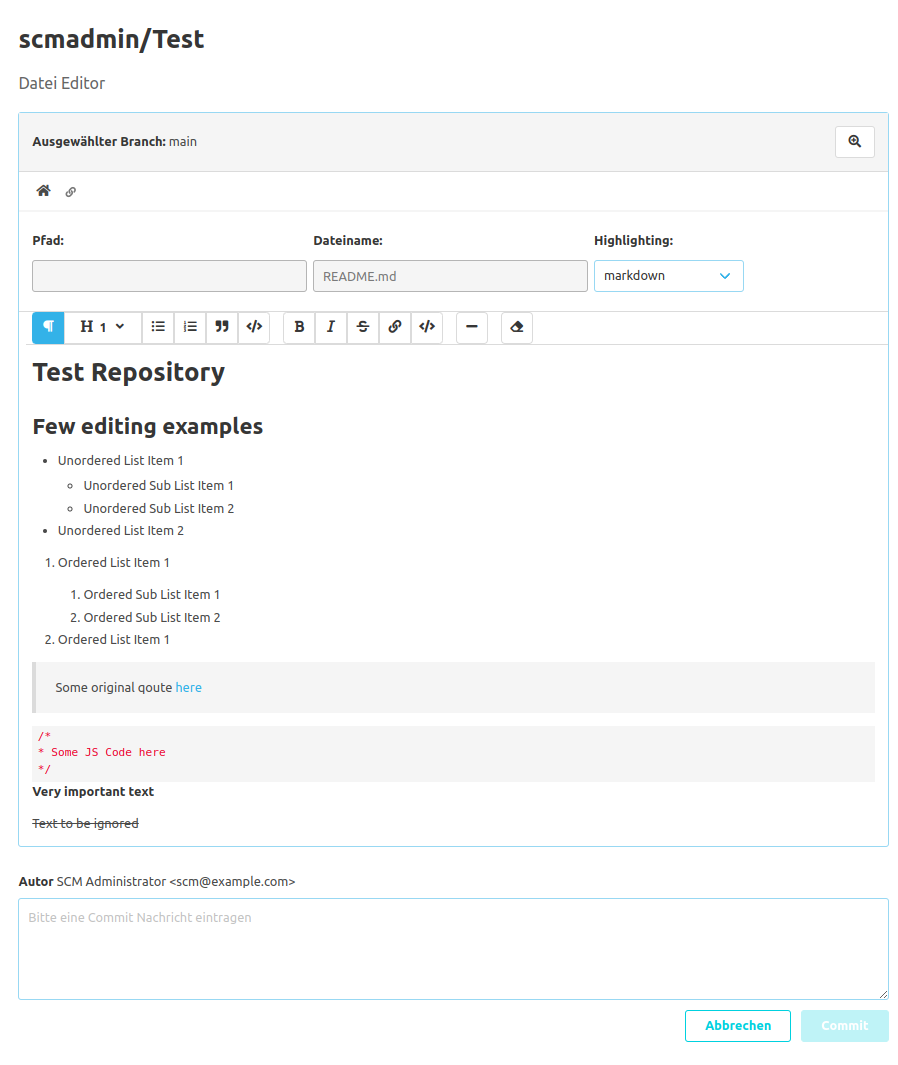 scmadmin/Test
Datei Editor
Ausgewählter Branch: main
Pfad: Dateiname: Highlighting:
README.md markdown
H 1 B I S
Test Repository
Few editing examples
• Unordered List Item 1
◦ Unordered Sub List Item 1
◦ Unordered Sub List Item 2
• Unordered List Item 2
1. Ordered List Item 1
1. Ordered Sub List Item 1
2. Ordered Sub List Item 2
2. Ordered List Item 1
Some original qoute here
/*
* Some JS Code here
*/
Very important text
Text to be ignored
Autor SCM Administrator <scm@example.com>
Bitte eine Commit Nachricht eintragen
Abbrechen Commit